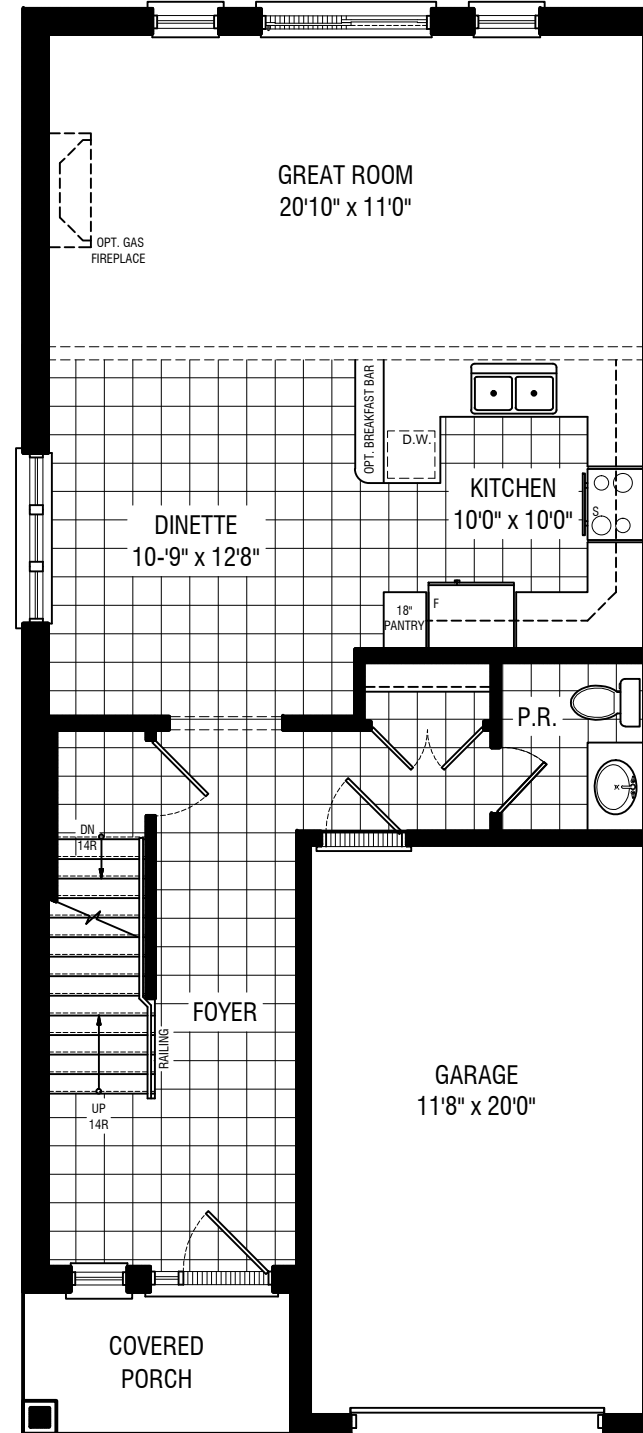 GREAT ROOM
20'10" x 11'0"
OPT. GAS
FIREPLACE
OPT. BREAKFAST BAR
D.W.
KITCHEN
10'0" x 10'0"
S
DINETTE
10-'9" x 12'8"
18"
PANTRY
F
P.R.
DN
14R
FOYER
RAILING
UP
14R
GARAGE
11'8" x 20'0"
COVERED
PORCH